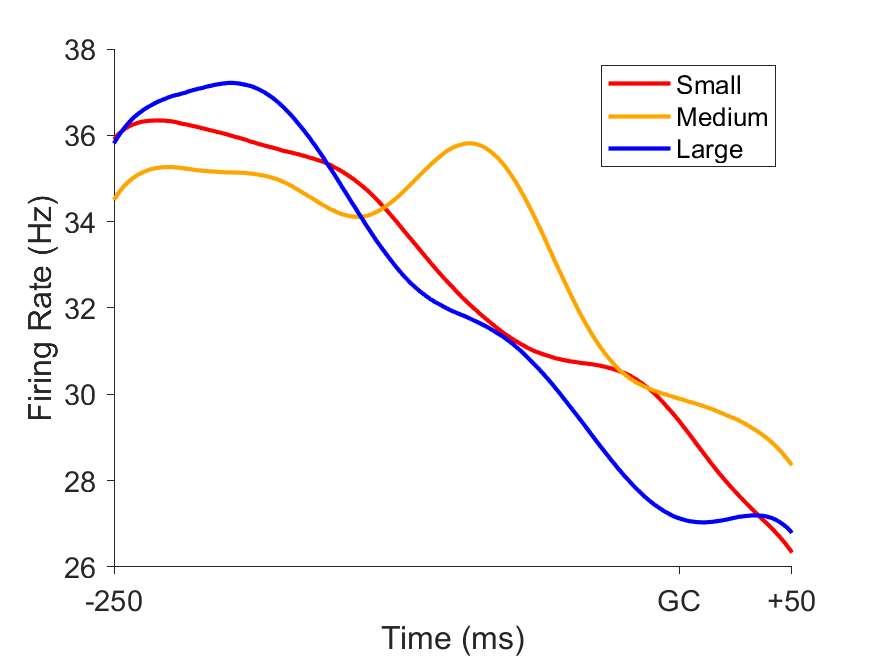 38
36
34
32
30
28
26
Firing Rate (Hz)
Small
Medium
Large
-250
GC
+50
Time (ms)